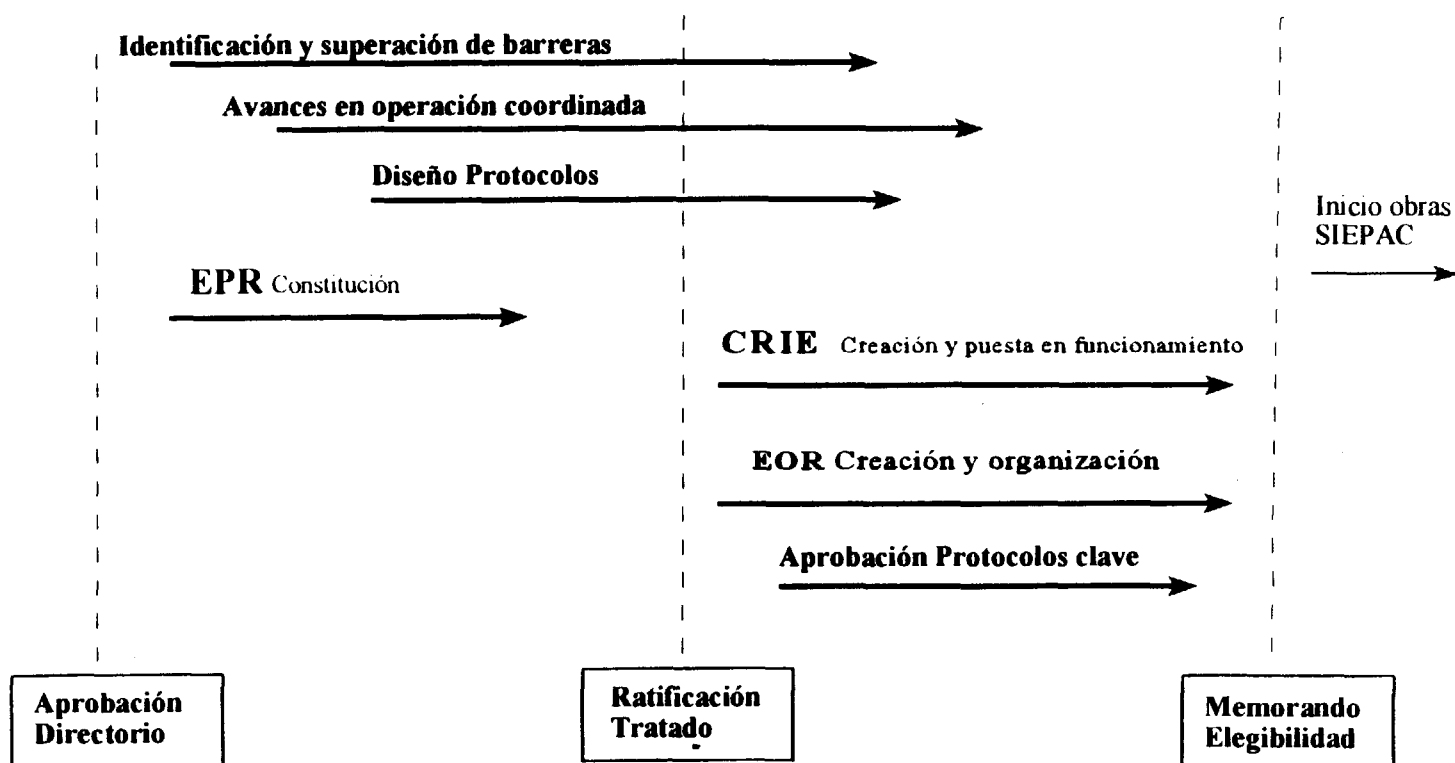 Identificación y superación de barreras
Avances en operación coordinada
Diseño Protocolos
Inicio obras
SIEPAC
EPR Constitución
CRIE Creación y puesta en funcionamiento
EOR Creación y organización
Aprobación Protocolos clave
Aprobación
Directorio
Ratificación
Tratado
Memorando
Elegibilidad